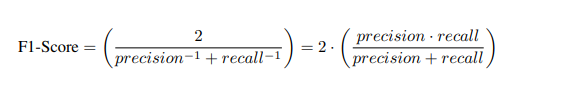 F1-Score = ( 2 / (precision⁻¹ + recall⁻¹) ) = 2 · ( (precision · recall) / (precision + recall) )